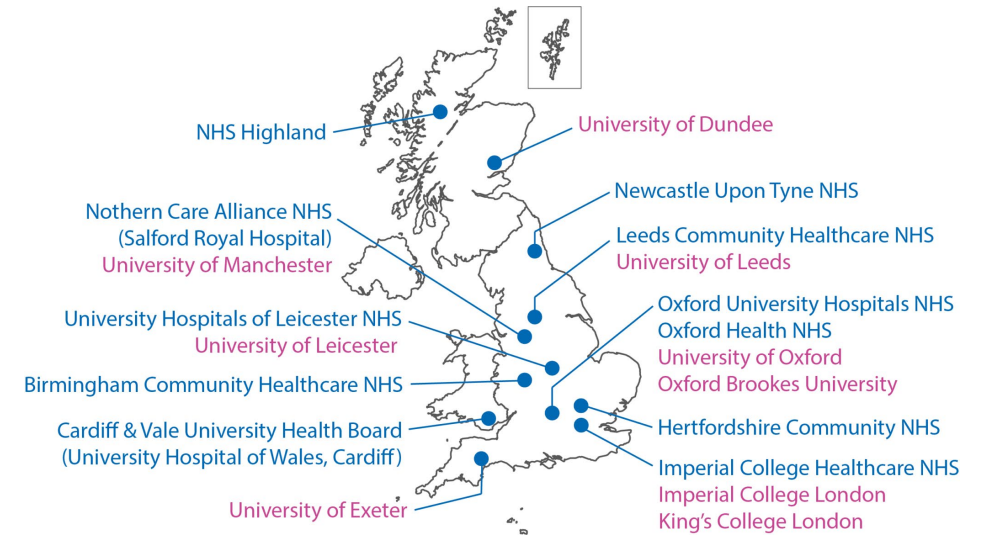 NHS Highland
University of Dundee
Newcastle Upon Tyne NHS
Nothern Care Alliance NHS
(Salford Royal Hospital)
University of Manchester
Leeds Community Healthcare NHS
University of Leeds
University Hospitals of Leicester NHS
University of Leicester
Oxford University Hospitals NHS
Oxford Health NHS
University of Oxford
Oxford Brookes University
Birmingham Community Healthcare NHS
Cardiff & Vale University Health Board
(University Hospital of Wales, Cardiff)
Hertfordshire Community NHS
Imperial College Healthcare NHS
Imperial College London
King's College London
University of Exeter